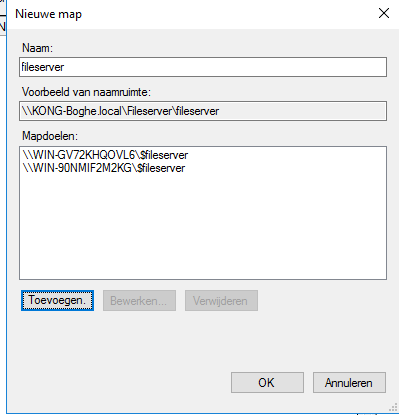 Nieuwe map
Naam:
fileserver
Voorbeeld van naamruimte:
\\KONG-Boghe.local\Fileserver\fileserver
Mapdoelen:
\\WIN-GV72KHQOVL6\$fileserver
\\WIN-90NMIF2M2KG\$fileserver
Toevoegen. Bewerken... Verwijderen
OK Annuleren